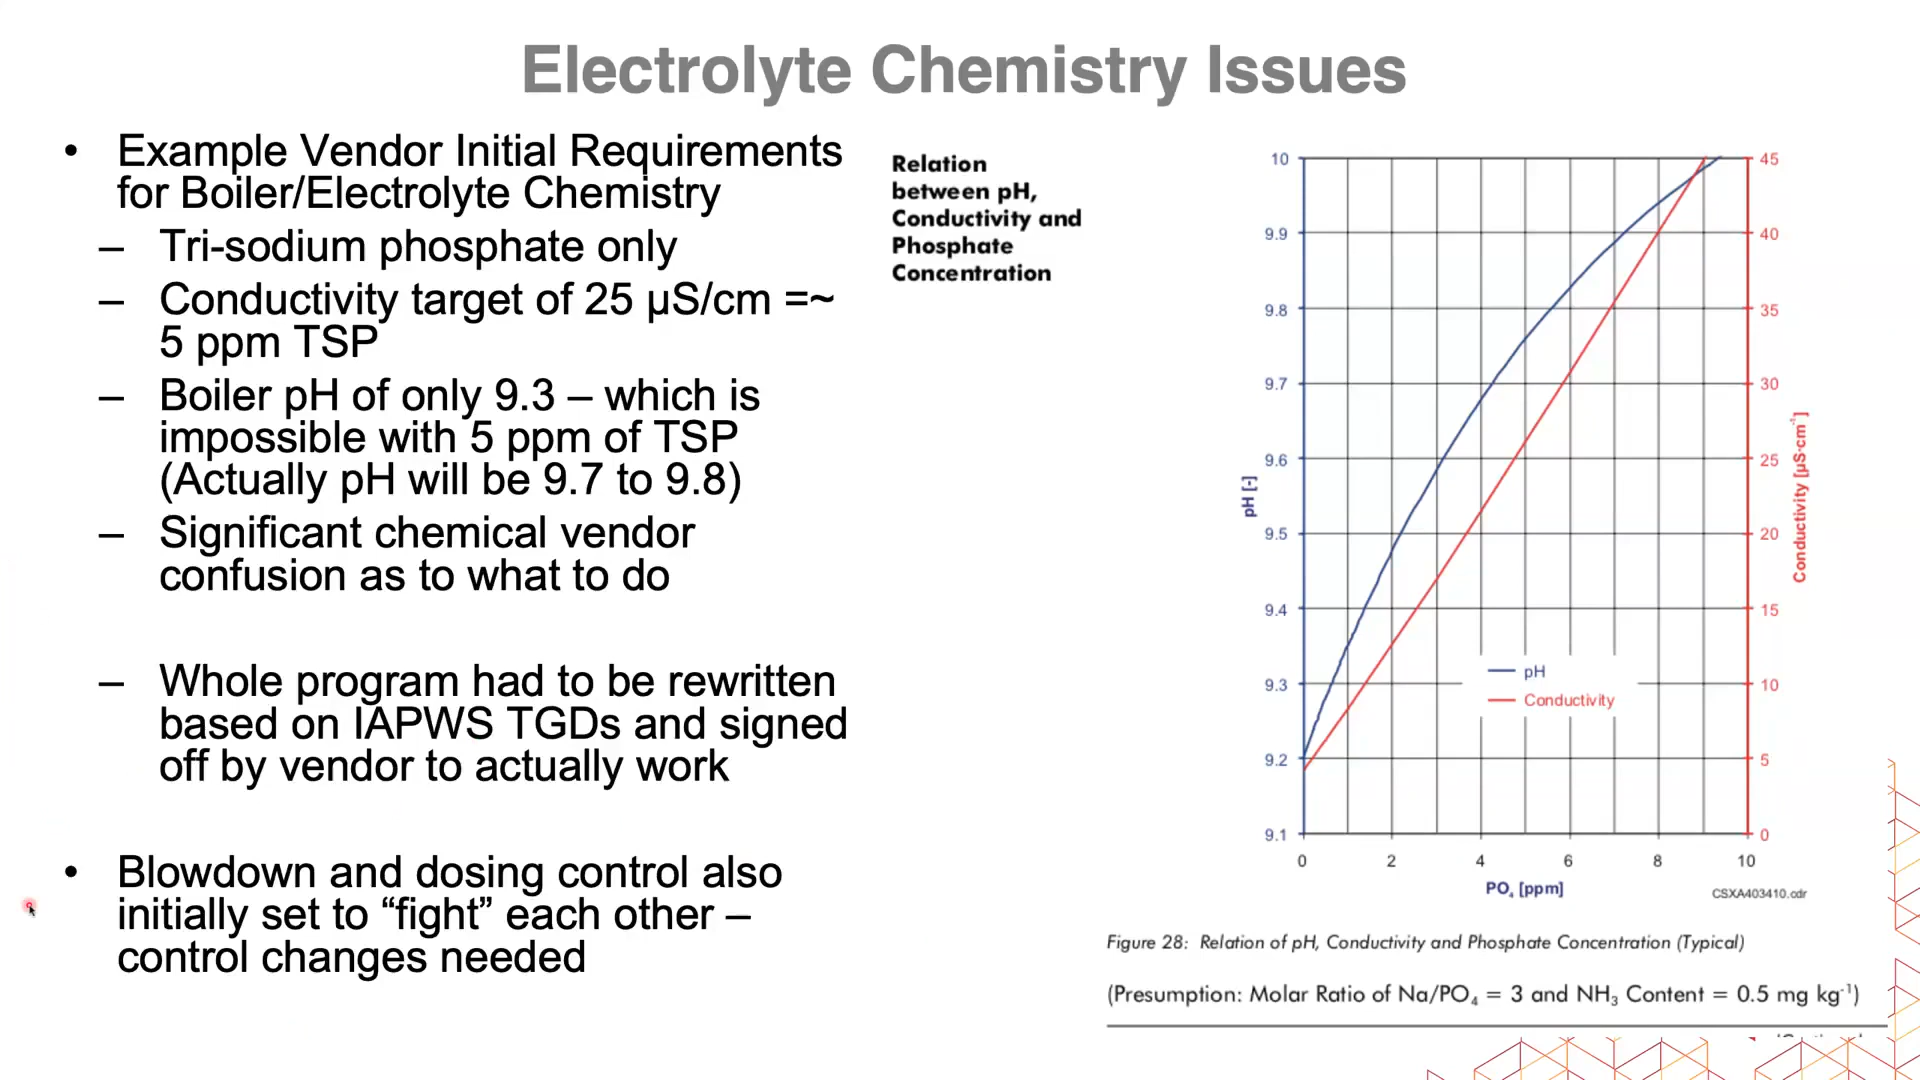 Electrolyte Chemistry Issues
• Example Vendor Initial Requirements
for Boiler/Electrolyte Chemistry
– Tri-sodium phosphate only
– Conductivity target of 25 µS/cm =~
5 ppm TSP
– Boiler pH of only 9.3 – which is
impossible with 5 ppm of TSP
(Actually pH will be 9.7 to 9.8)
– Significant chemical vendor
confusion as to what to do
– Whole program had to be rewritten
based on IAPWS TGDs and signed
off by vendor to actually work
• Blowdown and dosing control also
initially set to “fight” each other –
control changes needed
Relation
between pH,
Conductivity and
Phosphate
Concentration
pH [-]
10
9.9
9.8
9.7
9.6
9.5
9.4
9.3
9.2
9.1
45
40
35
30
25
20
15
10
5
0
Conductivity [µS·cm⁻¹]
pH
Conductivity
0 2 4 6 8 10
PO₄ [ppm]
CSXA403410.cdr
Figure 28: Relation of pH, Conductivity and Phosphate Concentration (Typical)
(Presumption: Molar Ratio of Na/PO₄ = 3 and NH₃ Content = 0.5 mg kg⁻¹)